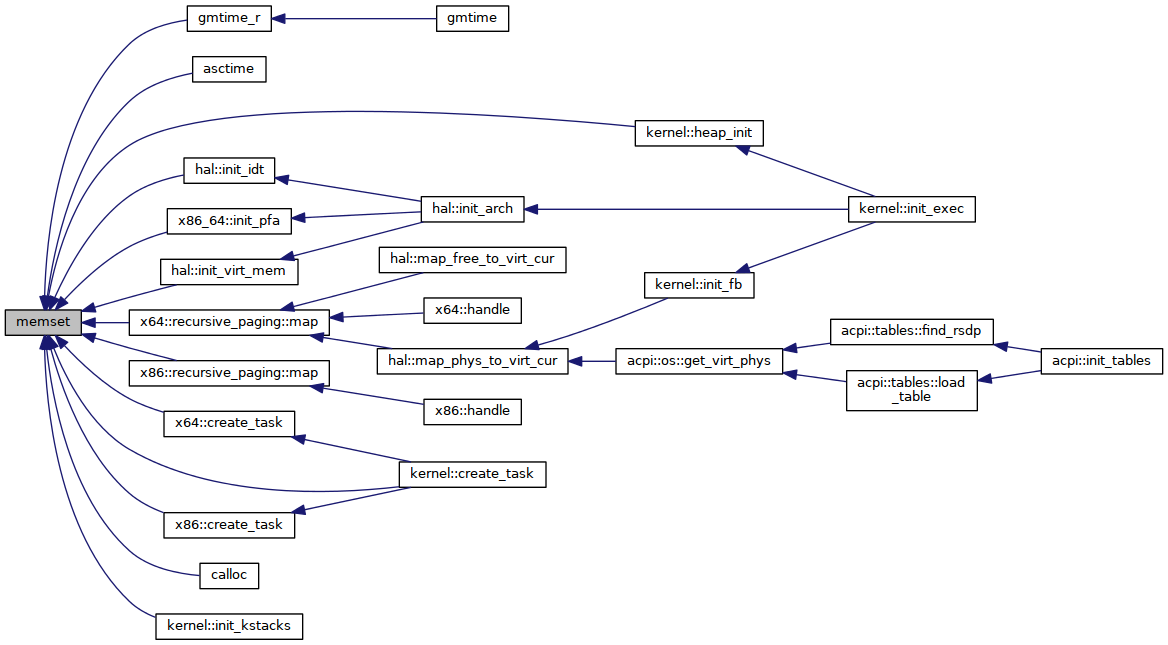 gmtime_r
gmtime
asctime
kernel::heap_init
hal::init_idt
hal::init_arch
kernel::init_exec
x86_64::init_pfa
hal::map_free_to_virt_cur
hal::init_virt_mem
kernel::init_fb
x64::handle
memset
x64::recursive_paging::map
acpi::tables::find_rsdp
hal::map_phys_to_virt_cur
acpi::os::get_virt_phys
acpi::init_tables
x86::recursive_paging::map
acpi::tables::load
_table
x86::handle
x64::create_task
kernel::create_task
x86::create_task
calloc
kernel::init_kstacks